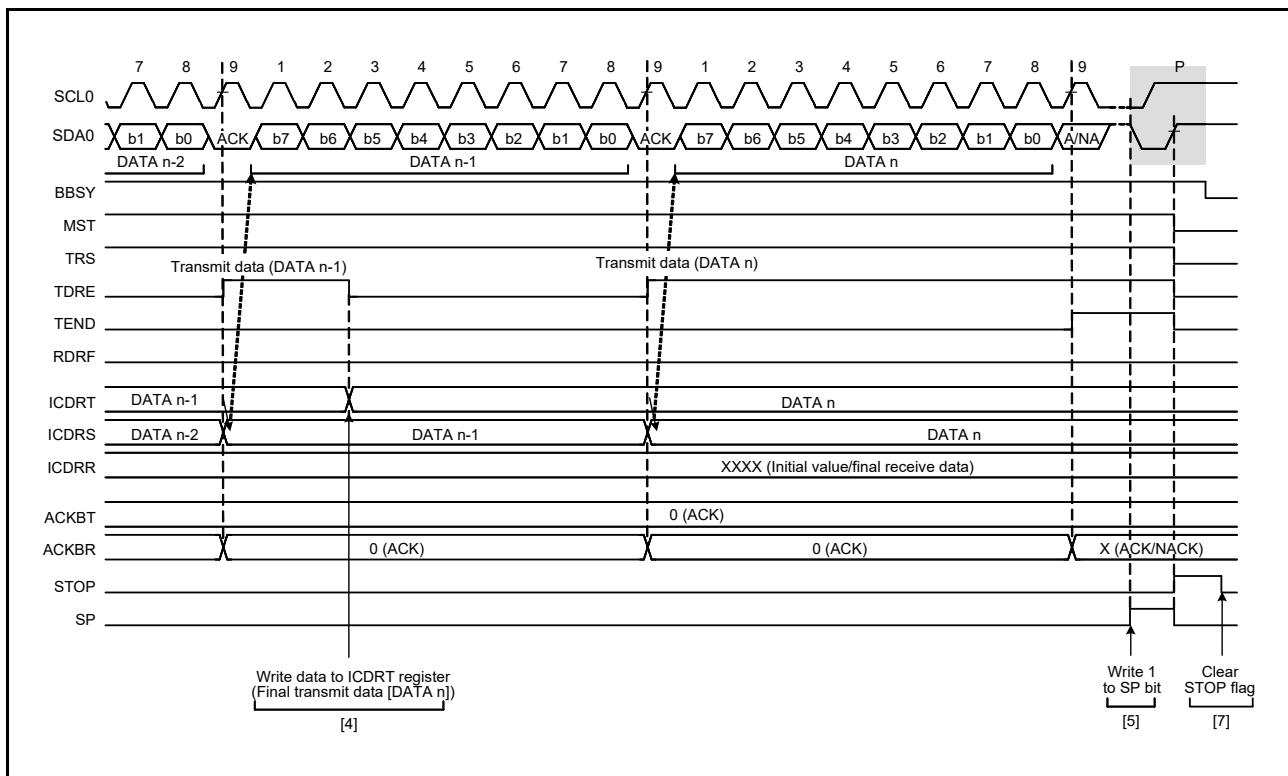 7 8 9 1 2 3 4 5 6 7 8 9 1 2 3 4 5 6 7 8 9 P
SCL0
SDA0 b1 b0 ACK b7 b6 b5 b4 b3 b2 b1 b0 ACK b7 b6 b5 b4 b3 b2 b1 b0 A/NA
DATA n-2 DATA n-1 DATA n
BBSY
MST
TRS
Transmit data (DATA n-1) Transmit data (DATA n)
TDRE
TEND
RDRF
ICDRT DATA n-1 DATA n
ICDRS DATA n-2 DATA n-1 DATA n
ICDRR XXXX (Initial value/final receive data)
ACKBT 0 (ACK)
ACKBR 0 (ACK) 0 (ACK) X (ACK/NACK)
STOP
SP
Write data to ICDRT register
(Final transmit data [DATA n])
[4]
Write 1
to SP bit
[5]
Clear
STOP flag
[7]